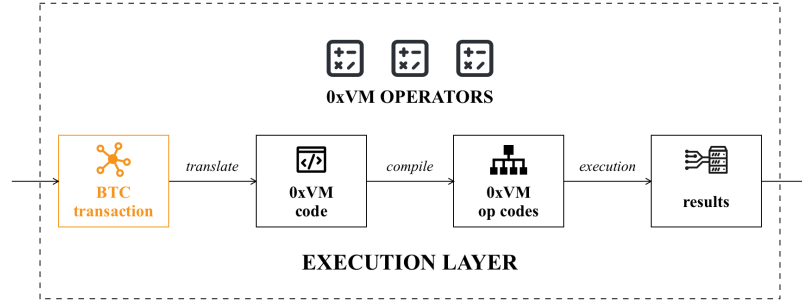 0xVM OPERATORS
BTC
transaction
translate
0xVM
code
compile
0xVM
op codes
execution
results
EXECUTION LAYER